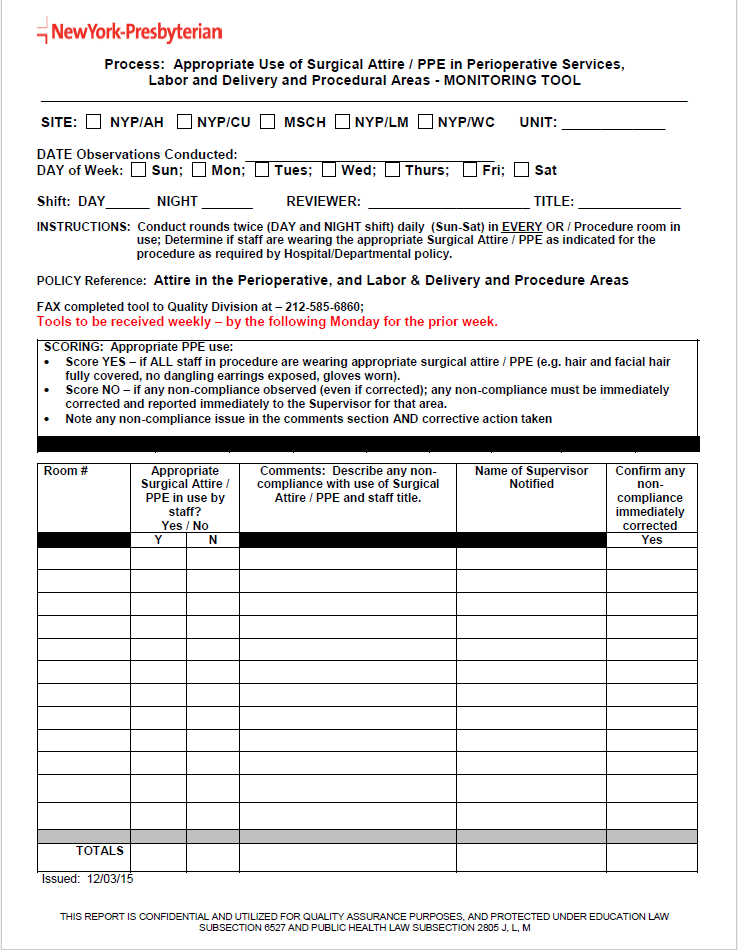 NewYork-Presbyterian
Process: Appropriate Use of Surgical Attire / PPE in Perioperative Services,
Labor and Delivery and Procedural Areas - MONITORING TOOL
SITE: NYP/AH NYP/CU MSCH NYP/LM NYP/WC UNIT: _____________
DATE Observations Conducted: _______________________________
DAY of Week: Sun; Mon; Tues; Wed; Thurs; Fri; Sat
Shift: DAY______ NIGHT _______ REVIEWER: _____________________ TITLE: _____________
INSTRUCTIONS: Conduct rounds twice (DAY and NIGHT shift) daily (Sun-Sat) in EVERY OR / Procedure room in
use; Determine if staff are wearing the appropriate Surgical Attire / PPE as indicated for the
procedure as required by Hospital/Departmental policy.
POLICY Reference: Attire in the Perioperative, and Labor & Delivery and Procedure Areas
FAX completed tool to Quality Division at – 212-585-6860;
Tools to be received weekly – by the following Monday for the prior week.
SCORING: Appropriate PPE use:
• Score YES – if ALL staff in procedure are wearing appropriate surgical attire / PPE (e.g. hair and facial hair
fully covered, no dangling earrings exposed, gloves worn).
• Score NO – if any non-compliance observed (even if corrected); any non-compliance must be immediately
corrected and reported immediately to the Supervisor for that area.
• Note any non-compliance issue in the comments section AND corrective action taken
Room #
Appropriate
Surgical Attire /
PPE in use by
staff?
Yes / No
Comments: Describe any non-
compliance with use of Surgical
Attire / PPE and staff title.
Name of Supervisor
Notified
Confirm any
non-
compliance
immediately
corrected
Y N Yes
TOTALS
Issued: 12/03/15
THIS REPORT IS CONFIDENTIAL AND UTILIZED FOR QUALITY ASSURANCE PURPOSES, AND PROTECTED UNDER EDUCATION LAW
SUBSECTION 6527 AND PUBLIC HEALTH LAW SUBSECTION 2805 J, L, M